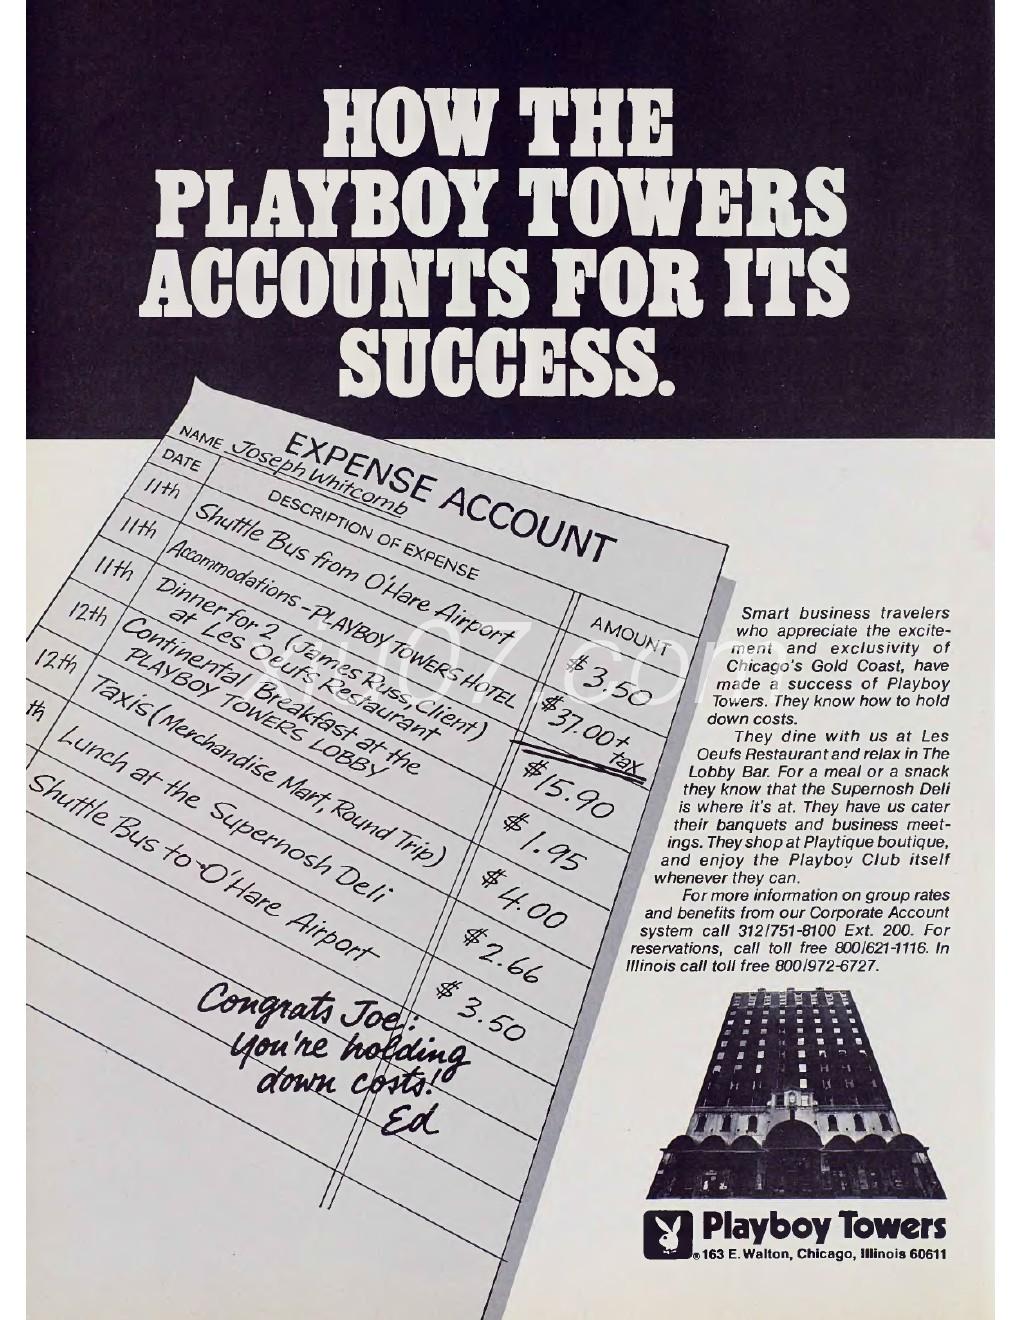 HOW THE
PLAYBOY TOWERS
ACCOUNTS FOR ITS
SUCCESS.
EXPENSE ACCOUNT
NAME Joseph Whitcomb
DATE DESCRIPTION OF EXPENSE AMOUNT
11th Shuttle Bus from O'Hare Airport $3.50
11th Accommodations-PLAYBOY TOWERS HOTEL $37.00+
tax
11th Dinner for 2 (James Russ, Client)
at Les Oeufs Restaurant $15.90
12th Continental Breakfast at the
PLAYBOY TOWERS LOBBY $1.95
12th Taxis (Merchandise Mart, Round Trip) $4.00
th Lunch at the Supernosh Deli $2.66
Shuttle Bus to O'Hare Airport $3.50
Congrats Joe:
You're holding
down costs!
Ed
Smart business travelers
who appreciate the excite-
ment and exclusivity of
Chicago's Gold Coast, have
made a success of Playboy
Towers. They know how to hold
down costs.
They dine with us at Les
Oeufs Restaurant and relax in The
Lobby Bar. For a meal or a snack
they know that the Supernosh Deli
is where it's at. They have us cater
their banquets and business meet-
ings. They shop at Playtique boutique,
and enjoy the Playboy Club itself
whenever they can.
For more information on group rates
and benefits from our Corporate Account
system call 312/751-8100 Ext. 200. For
reservations, call toll free 800/621-1116. In
Illinois call toll free 800/972-6727.
Playboy Towers
® 163 E. Walton, Chicago, Illinois 60611
xiu07.com